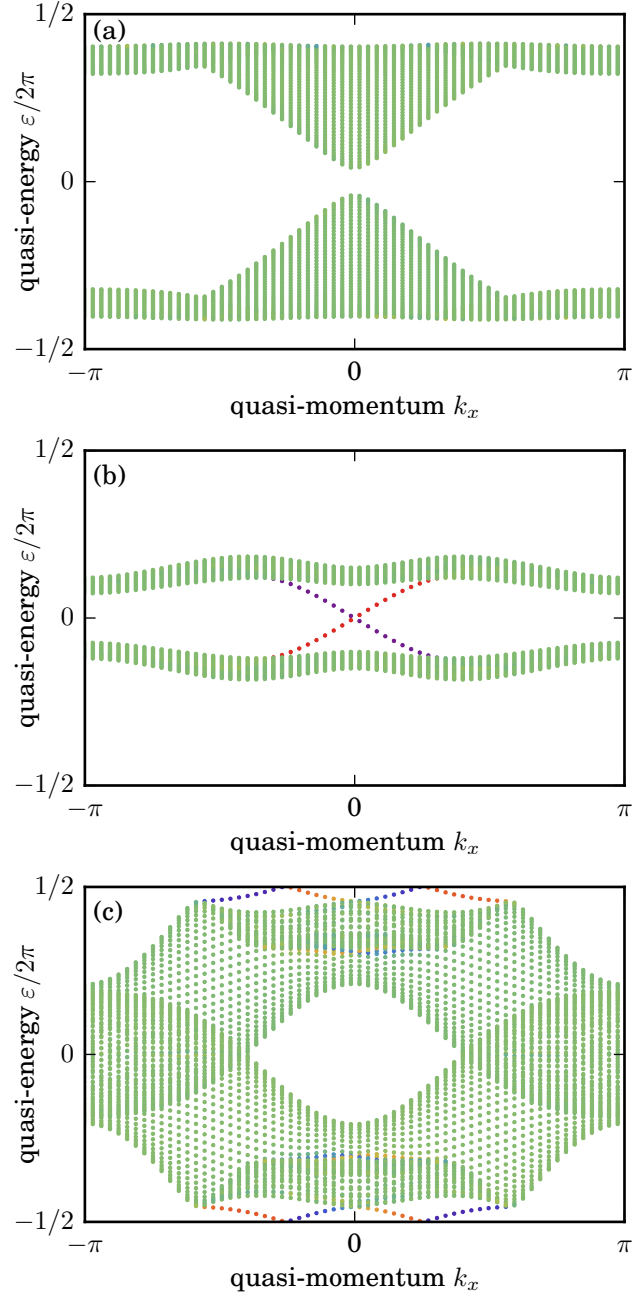 1/2
(a)
quasi-energy ε/2π
0
−1/2
−π
0
π
quasi-momentum kₓ
1/2
(b)
quasi-energy ε/2π
0
−1/2
−π
0
π
quasi-momentum kₓ
1/2
(c)
quasi-energy ε/2π
0
−1/2
−π
0
π
quasi-momentum kₓ